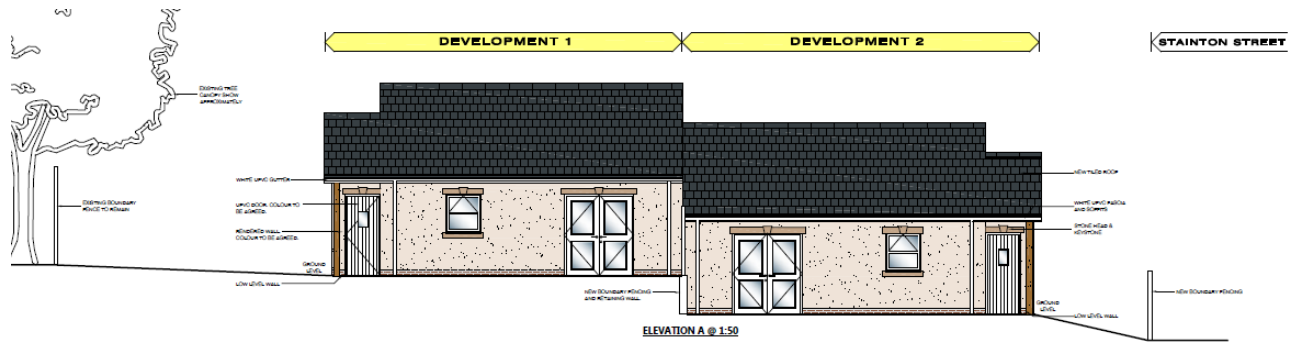 DEVELOPMENT 1
DEVELOPMENT 2
STAINTON STREET
EXISTING TREE
CANOPY SHOW
APPROXIMATELY
WHITE UPVC GUTTER
EXISTING BOUNDARY
FENCE TO REMAIN
UPVC DOOR. COLOUR TO
BE AGREED.
RENDERED WALL
COLOUR TO BE AGREED.
GROUND
LEVEL
LOW LEVEL WALL
NEW BOUNDARY FENCING
AND RETAINING WALL.
NEW TILED ROOF
WHITE UPVC FASCIA
AND SOFFITS
STONE HEAD &
KEYSTONE
GROUND
LEVEL
LOW LEVEL WALL
NEW BOUNDARY FENCING
ELEVATION A @ 1:50